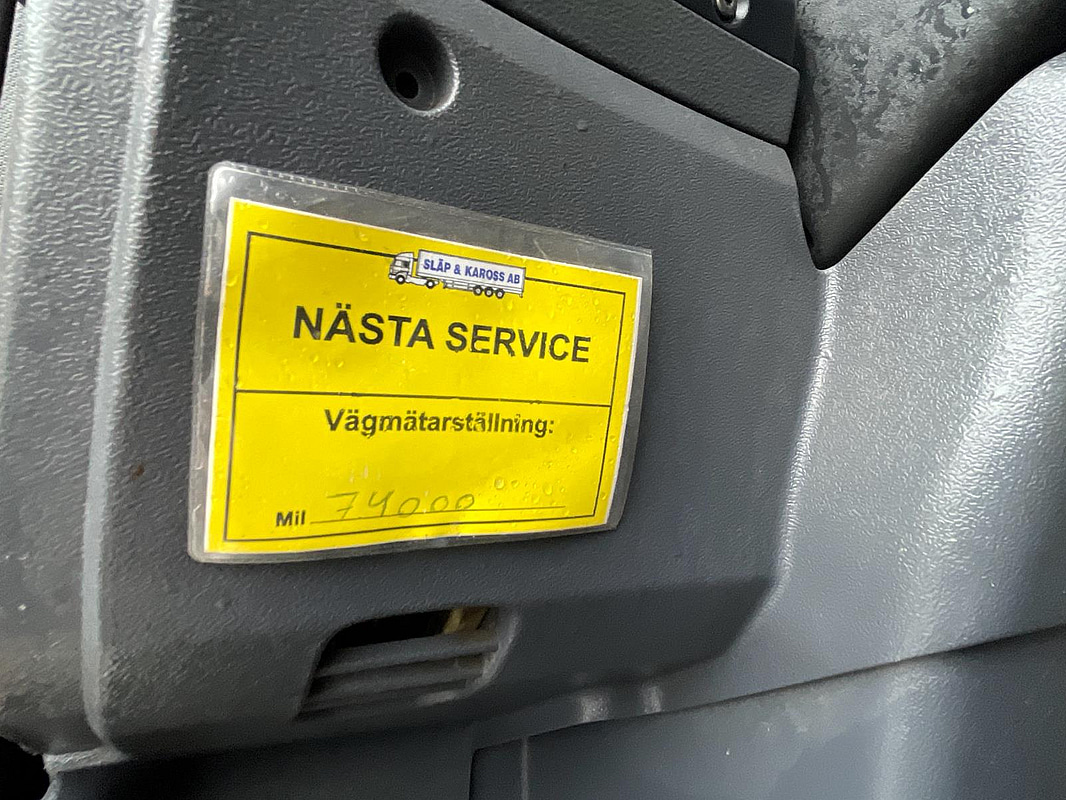 SLÄP & KAROSS AB
NÄSTA SERVICE
Vägmätarställning:
Mil 74000